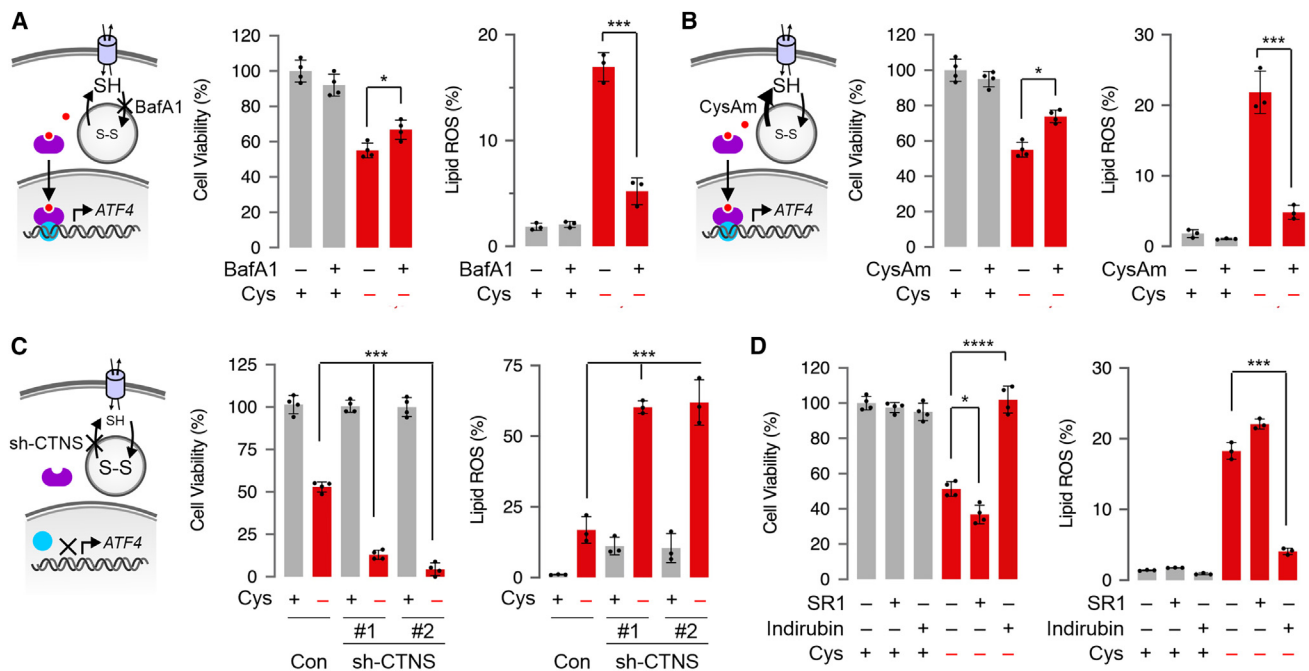 A
SH
BafA1
S-S
ATF4
Cell Viability (%)
120
100
80
60
40
20
0
*
BafA1 – + – +
Cys + + – –
Lipid ROS (%)
20
15
10
5
0
***
BafA1 – + – +
Cys + + – –
B
SH
CysAm
S-S
ATF4
Cell Viability (%)
120
100
80
60
40
20
0
*
CysAm – + – +
Cys + + – –
Lipid ROS (%)
30
20
10
0
***
CysAm – + – +
Cys + + – –
C
SH
sh-CTNS
S-S
ATF4
Cell Viability (%)
125
100
75
50
25
0
***
Cys + – + – + –
#1 #2
Con sh-CTNS
Lipid ROS (%)
75
50
25
0
***
Cys + – + – + –
#1 #2
Con sh-CTNS
D
Cell Viability (%)
120
100
80
60
40
20
0
****
*
SR1 – + – – + –
Indirubin – – + – – +
Cys + + + – – –
Lipid ROS (%)
30
20
10
0
***
SR1 – + – – + –
Indirubin – – + – – +
Cys + + + – – –